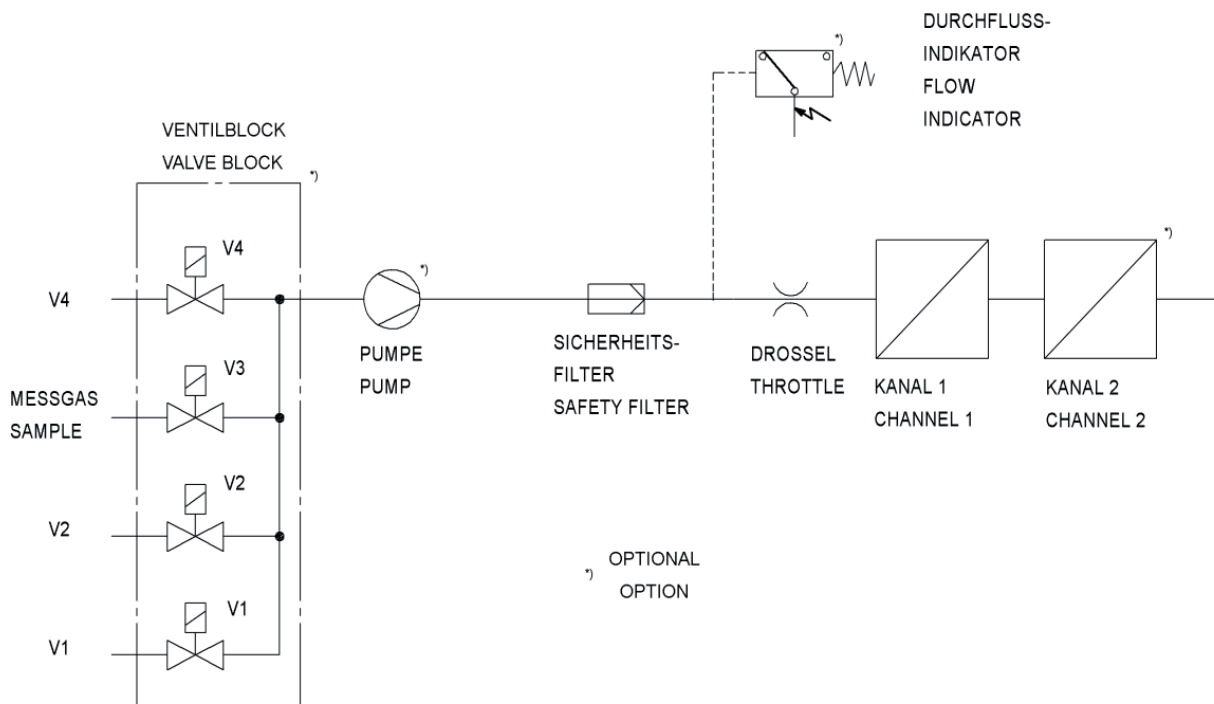 *)
DURCHFLUSS-
INDIKATOR
FLOW
INDICATOR
VENTILBLOCK
VALVE BLOCK
*)
V4
V4
*)
PUMPE
PUMP
SICHERHEITS-
FILTER
SAFETY FILTER
DROSSEL
THROTTLE
KANAL 1
CHANNEL 1
*)
KANAL 2
CHANNEL 2
V3
MESSGAS
SAMPLE
V2
V2
V1
V1
*) OPTIONAL
OPTION